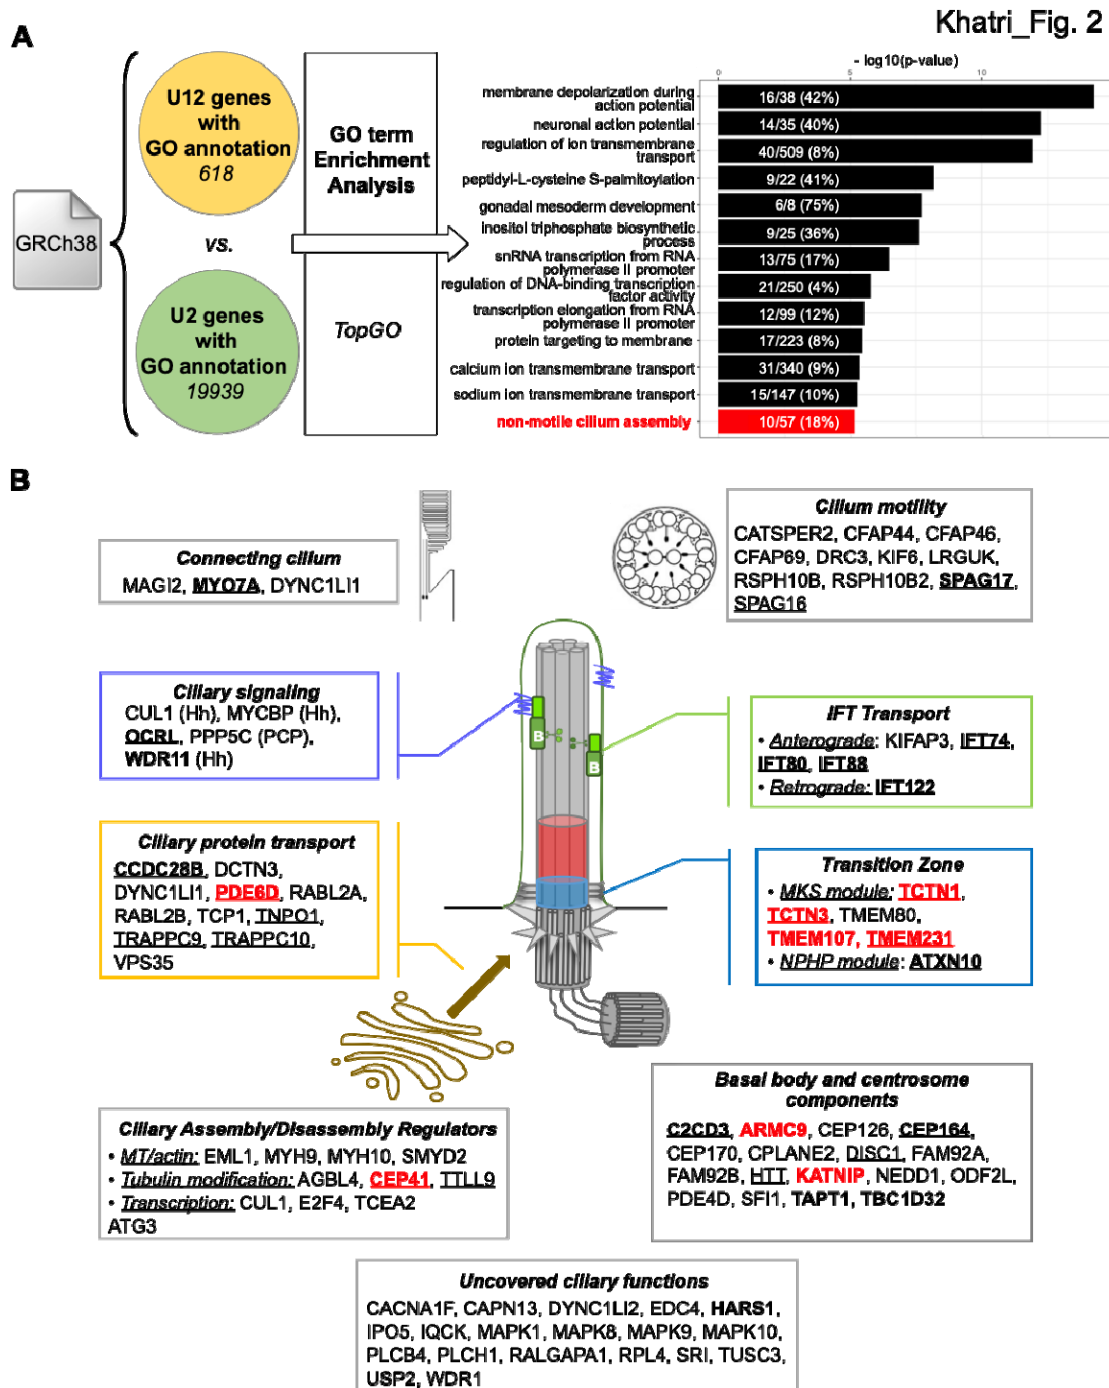 Khatri_Fig. 2
A
GRCh38
U12 genes
with
GO annotation
618
vs.
U2 genes
with
GO annotation
19939
GO term
Enrichment
Analysis
TopGO
- log10(p-value)
0
5
10
membrane depolarization during
action potential
16/38 (42%)
neuronal action potential
14/35 (40%)
regulation of ion transmembrane
transport
40/509 (8%)
peptidyl-L-cysteine S-palmitoylation
9/22 (41%)
gonadal mesoderm development
6/8 (75%)
inositol triphosphate biosynthetic
process
9/25 (36%)
snRNA transcription from RNA
polymerase II promoter
13/75 (17%)
regulation of DNA-binding transcription
factor activity
21/250 (4%)
transcription elongation from RNA
polymerase II promoter
12/99 (12%)
protein targeting to membrane
17/223 (8%)
calcium ion transmembrane transport
31/340 (9%)
sodium ion transmembrane transport
15/147 (10%)
non-motile cilium assembly
10/57 (18%)
B
Connecting cilium
MAGI2, MYO7A, DYNC1LI1
Cilium motility
CATSPER2, CFAP44, CFAP46,
CFAP69, DRC3, KIF6, LRGUK,
RSPH10B, RSPH10B2, SPAG17,
SPAG16
Ciliary signaling
CUL1 (Hh), MYCBP (Hh),
OCRL, PPP5C (PCP),
WDR11 (Hh)
B
B
IFT Transport
• Anterograde: KIFAP3, IFT74,
IFT80, IFT88
• Retrograde: IFT122
Ciliary protein transport
CCDC28B, DCTN3,
DYNC1LI1, PDE6D, RABL2A,
RABL2B, TCP1, TNPO1,
TRAPPC9, TRAPPC10,
VPS35
Transition Zone
• MKS module: TCTN1,
TCTN3, TMEM80,
TMEM107, TMEM231
• NPHP module: ATXN10
Basal body and centrosome
components
C2CD3, ARMC9, CEP126, CEP164,
CEP170, CPLANE2, DISC1, FAM92A,
FAM92B, HTT, KATNIP, NEDD1, ODF2L,
PDE4D, SFI1, TAPT1, TBC1D32
Ciliary Assembly/Disassembly Regulators
• MT/actin: EML1, MYH9, MYH10, SMYD2
• Tubulin modification: AGBL4, CEP41, TTLL9
• Transcription: CUL1, E2F4, TCEA2
ATG3
Uncovered ciliary functions
CACNA1F, CAPN13, DYNC1LI2, EDC4, HARS1,
IPO5, IQCK, MAPK1, MAPK8, MAPK9, MAPK10,
PLCB4, PLCH1, RALGAPA1, RPL4, SRI, TUSC3,
USP2, WDR1